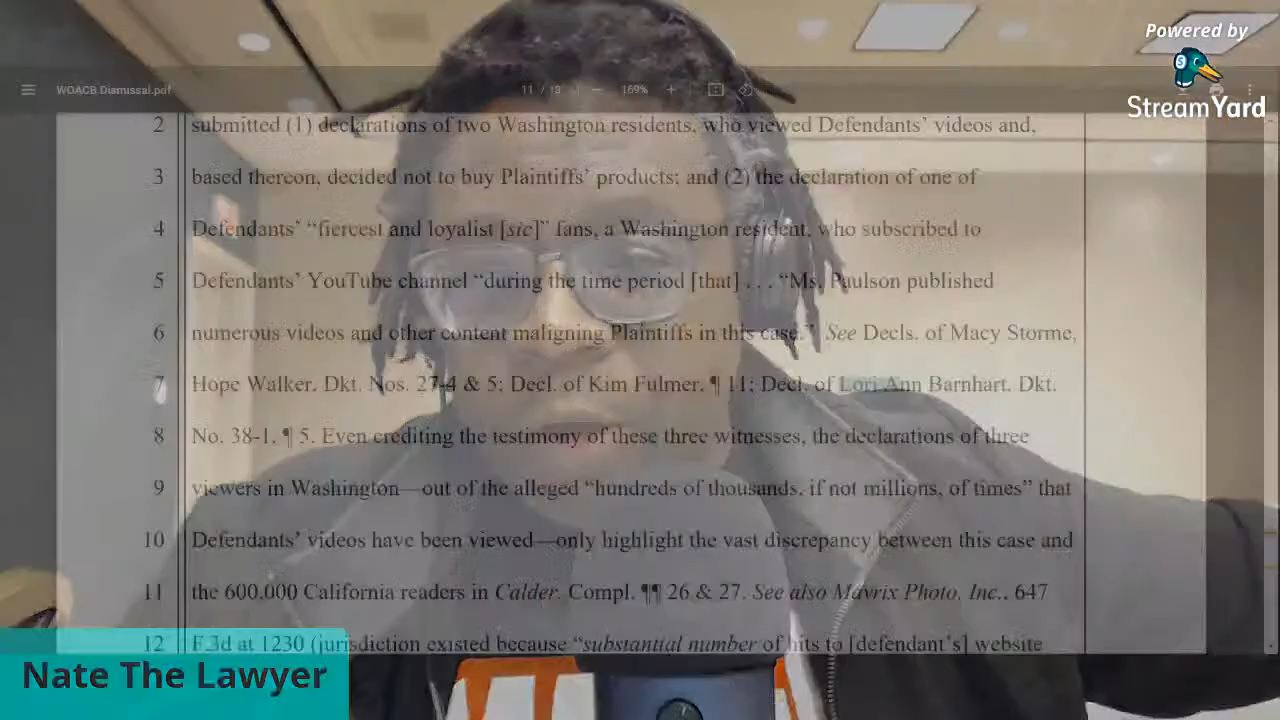 Powered by
StreamYard
WOACB Dismissal.pdf
11 / 13
169%
2 submitted (1) declarations of two Washington residents, who viewed Defendants' videos and,
3 based thereon, decided not to buy Plaintiffs' products; and (2) the declaration of one of
4 Defendants' "fiercest and loyalist [sic]" fans, a Washington resident, who subscribed to
5 Defendants' YouTube channel "during the time period [that] . . . "Ms. Paulson published
6 numerous videos and other content maligning Plaintiffs in this case." See Decls. of Macy Storme,
7 Hope Walker. Dkt. Nos. 27-4 & 5; Decl. of Kim Fulmer. ¶ 11; Decl. of Lori Ann Barnhart. Dkt.
8 No. 38-1. ¶ 5. Even crediting the testimony of these three witnesses, the declarations of three
9 viewers in Washington—out of the alleged "hundreds of thousands, if not millions, of times" that
10 Defendants' videos have been viewed—only highlight the vast discrepancy between this case and
11 the 600,000 California readers in Calder. Compl. ¶¶ 26 & 27. See also Mavrix Photo, Inc., 647
12 F.3d at 1230 (jurisdiction existed because "substantial number of hits to [defendant's] website
Nate The Lawyer